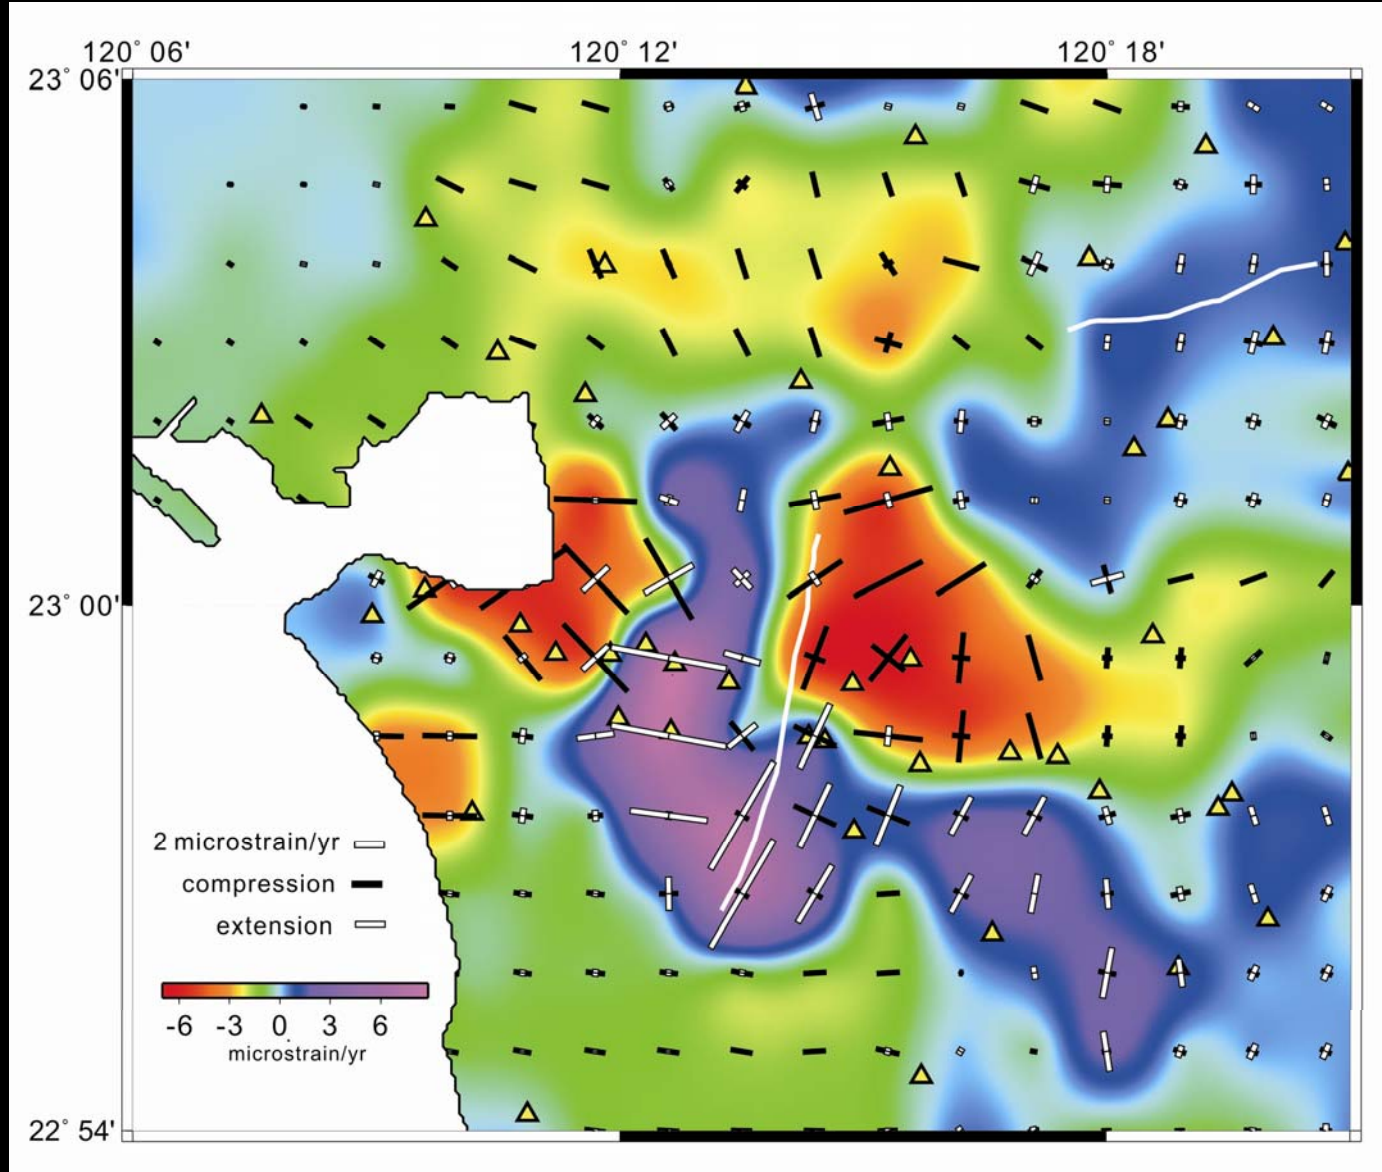 120° 06' 120° 12' 120° 18'
23° 06'
23° 00'
2 microstrain/yr
compression
extension
-6 -3 0 3 6
microstrain/yr
22° 54'